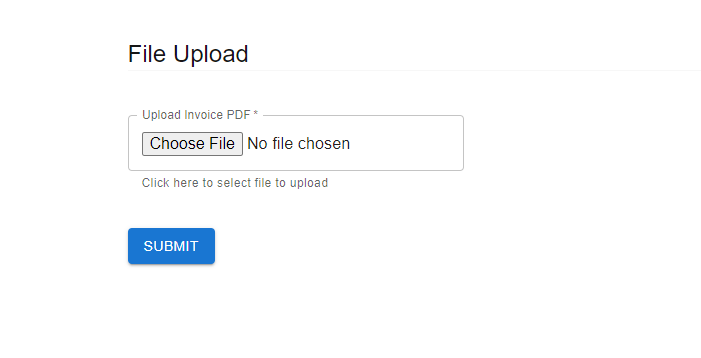 File Upload
Upload Invoice PDF *
Choose File No file chosen
Click here to select file to upload
SUBMIT